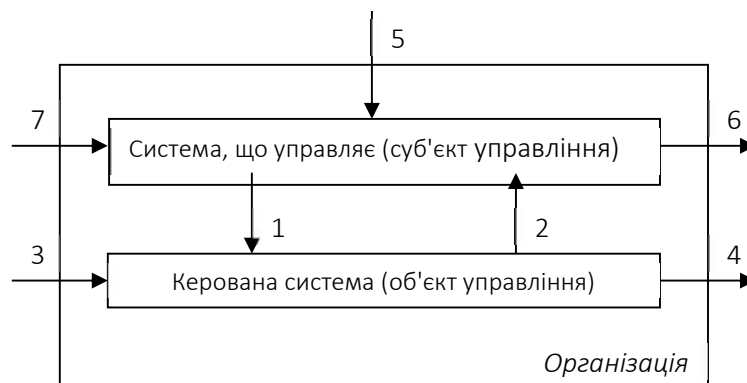 5
7
6
Система, що управляє (суб'єкт управління)
1
2
3
4
Керована система (об'єкт управління)
Організація